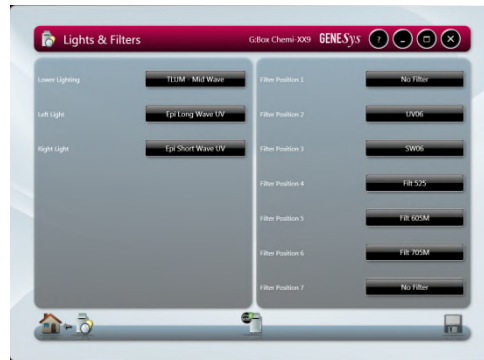 Lights & Filters
G:Box Chemi-XX9 GENESys ?
Lower Lighting TLUM - Mid Wave
Left Light Epi Long Wave UV
Right Light Epi Short Wave UV
Filter Position 1 No Filter
Filter Position 2 UV06
Filter Position 3 SW06
Filter Position 4 Filt 525
Filter Position 5 Filt 605M
Filter Position 6 Filt 705M
Filter Position 7 No Filter